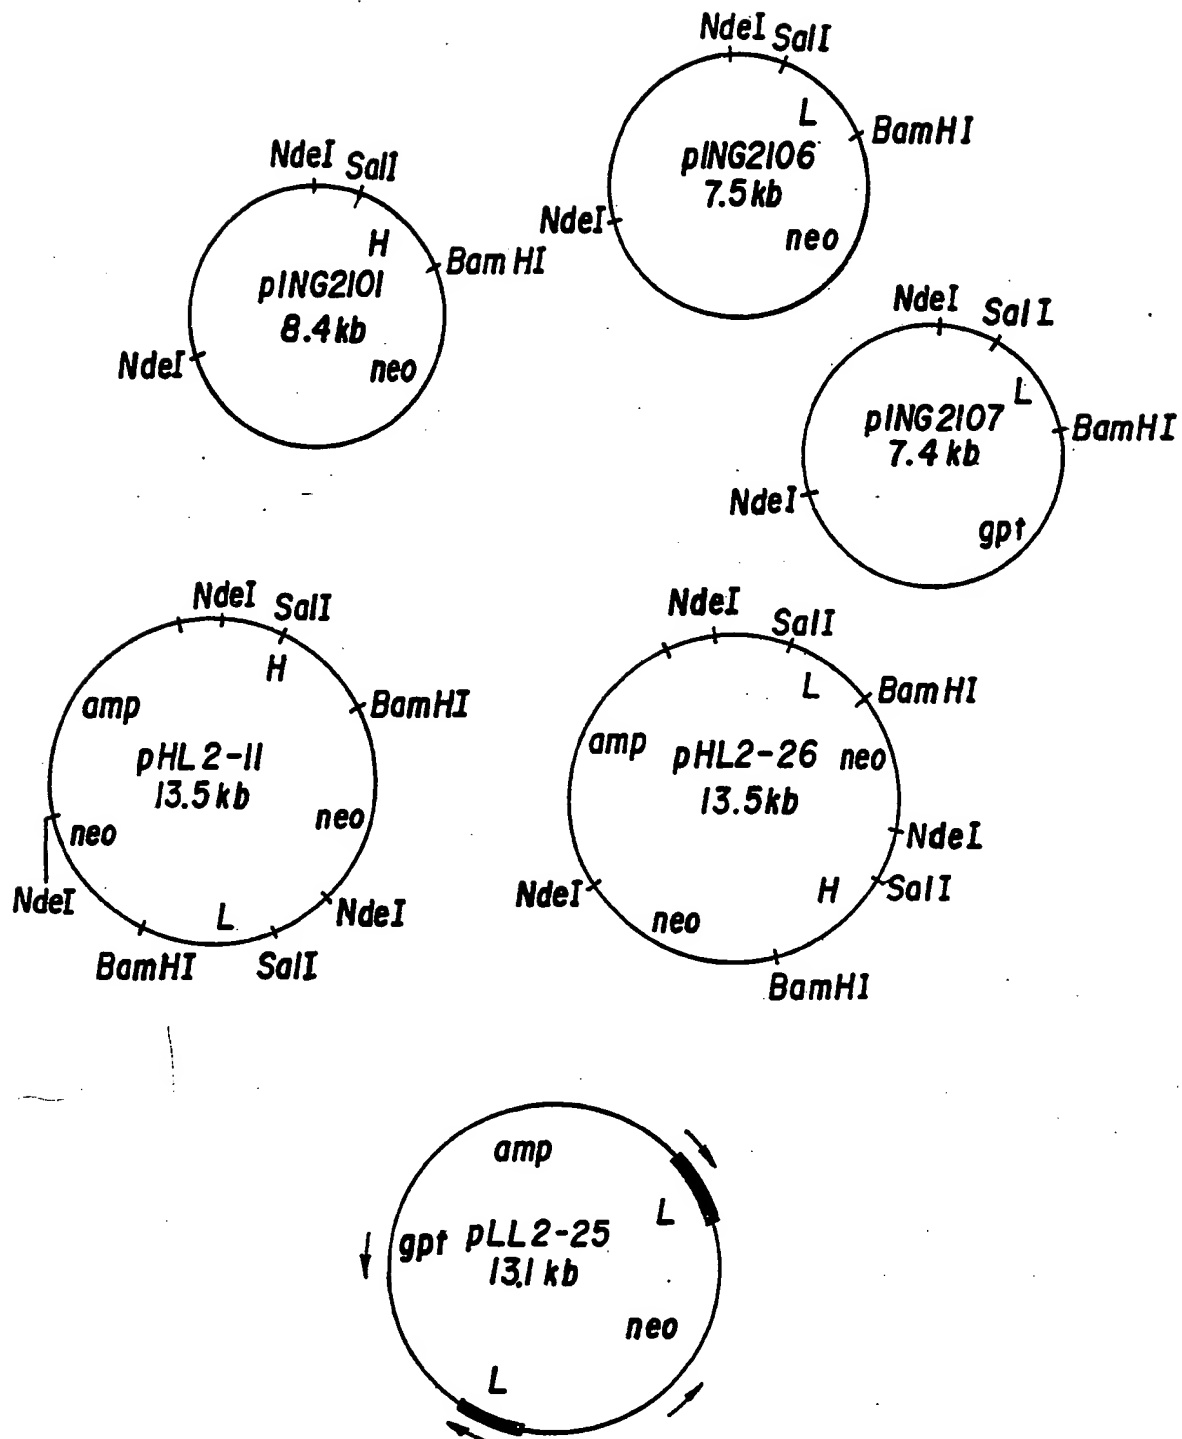 NdeI SalI
L
BamHI
pING2106
7.5 kb
NdeI
neo
NdeI SalI
H
BamHI
pING2101
8.4 kb
NdeI
neo
NdeI SalI
L
pING2107
BamHI
7.4 kb
NdeI
gpt
NdeI SalI
H
BamHI
amp
pHL2-11
13.5 kb
neo
neo
NdeI
NdeI
L
BamHI SalI
NdeI SalI
L
BamHI
amp pHL2-26 neo
13.5 kb
NdeI
SalI
H
NdeI
neo
BamHI
amp
L
gpt pLL2-25
13.1 kb
neo
L